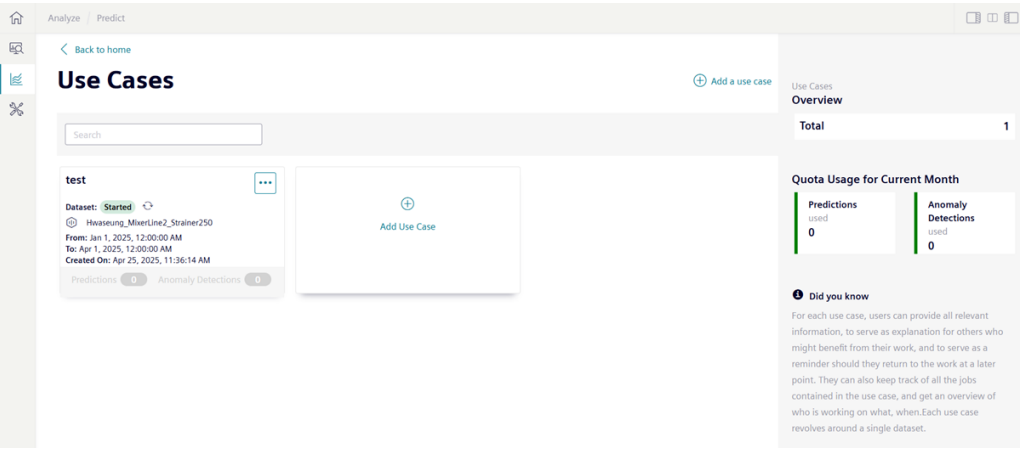 Analyze / Predict
Back to home
Use Cases
Add a use case
Search
test
Dataset: Started
Hwaseung_MixerLine2_Strainer250
From: Jan 1, 2025, 12:00:00 AM
To: Apr 1, 2025, 12:00:00 AM
Created On: Apr 25, 2025, 11:36:14 AM
Predictions 0 Anomaly Detections 0
Add Use Case
Use Cases
Overview
Total 1
Quota Usage for Current Month
Predictions
used
0
Anomaly
Detections
used
0
Did you know
For each use case, users can provide all relevant
information, to serve as explanation for others who
might benefit from their work, and to serve as a
reminder should they return to the work at a later
point. They can also keep track of all the jobs
contained in the use case, and get an overview of
who is working on what, when.Each use case
revolves around a single dataset.